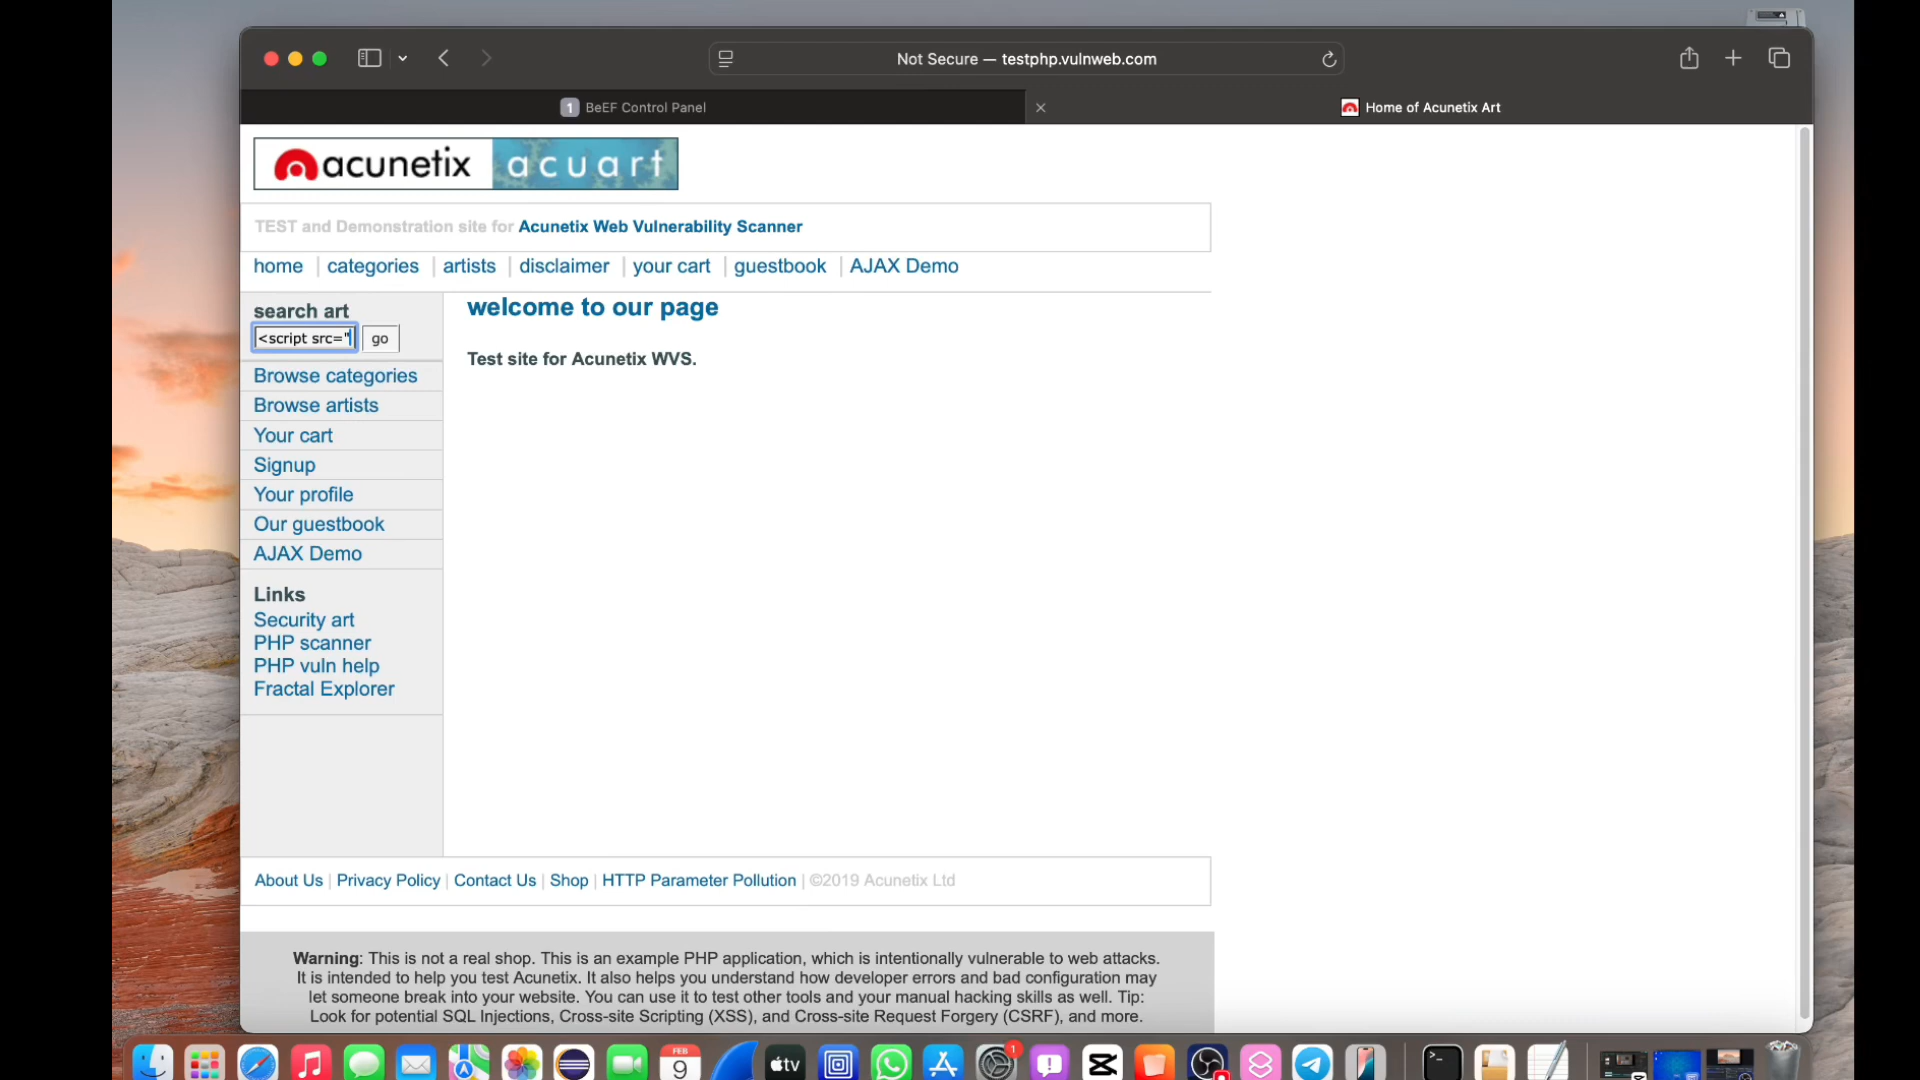 Not Secure — testphp.vulnweb.com
1 BeEF Control Panel
Home of Acunetix Art
acunetix acuart
TEST and Demonstration site for Acunetix Web Vulnerability Scanner
home | categories | artists | disclaimer | your cart | guestbook | AJAX Demo
search art
<script src="
go
welcome to our page
Test site for Acunetix WVS.
Browse categories
Browse artists
Your cart
Signup
Your profile
Our guestbook
AJAX Demo
Links
Security art
PHP scanner
PHP vuln help
Fractal Explorer
About Us | Privacy Policy | Contact Us | Shop | HTTP Parameter Pollution | ©2019 Acunetix Ltd
Warning: This is not a real shop. This is an example PHP application, which is intentionally vulnerable to web attacks.
It is intended to help you test Acunetix. It also helps you understand how developer errors and bad configuration may
let someone break into your website. You can use it to test other tools and your manual hacking skills as well. Tip:
Look for potential SQL Injections, Cross-site Scripting (XSS), and Cross-site Request Forgery (CSRF), and more.
FEB
9
tv
1